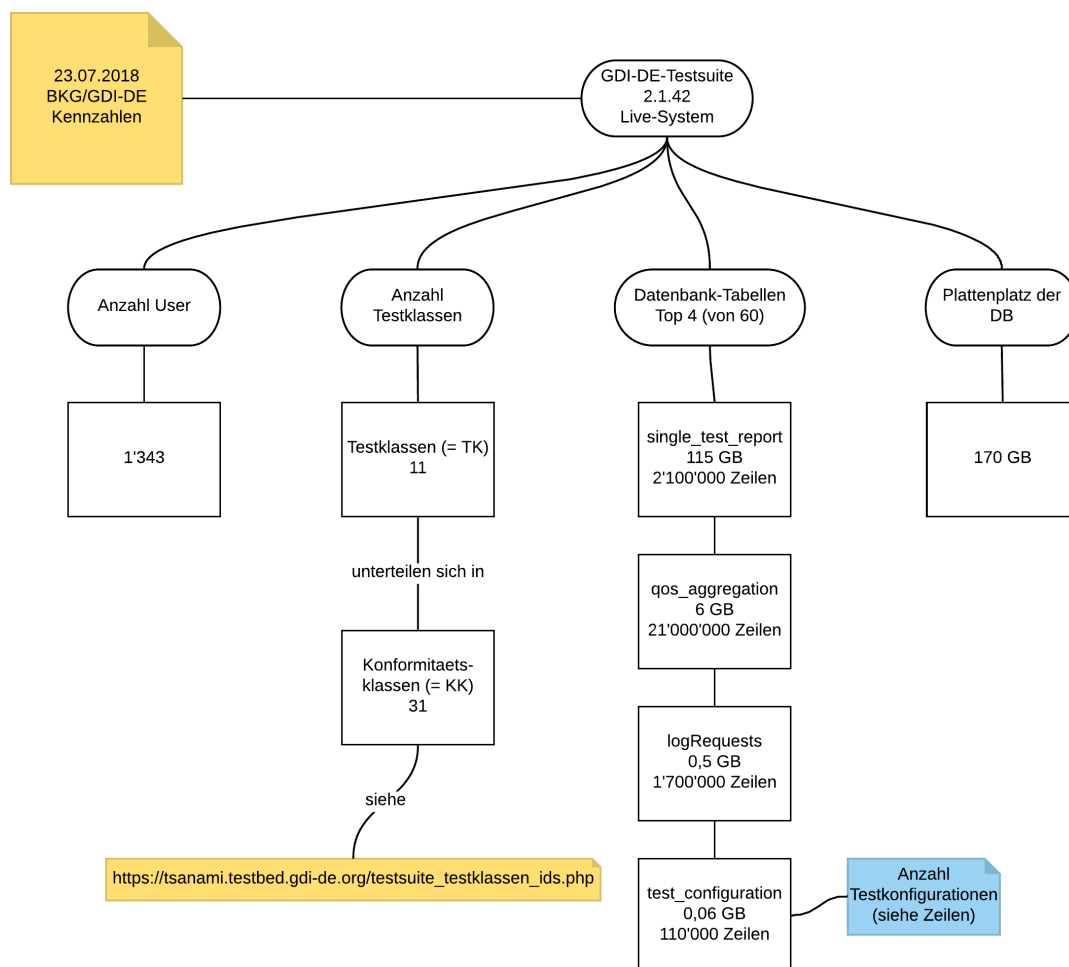 23.07.2018
BKG/GDI-DE
Kennzahlen
GDI-DE-Testsuite
2.1.42
Live-System
Anzahl User
Anzahl
Testklassen
Datenbank-Tabellen
Top 4 (von 60)
Plattenplatz der
DB
1'343
Testklassen (= TK)
11
single_test_report
115 GB
2'100'000 Zeilen
170 GB
unterteilen sich in
qos_aggregation
6 GB
21'000'000 Zeilen
Konformitaets-
klassen (= KK)
31
logRequests
0,5 GB
1'700'000 Zeilen
siehe
https://tsanami.testbed.gdi-de.org/testsuite_testklassen_ids.php
test_configuration
0,06 GB
110'000 Zeilen
Anzahl
Testkonfigurationen
(siehe Zeilen)